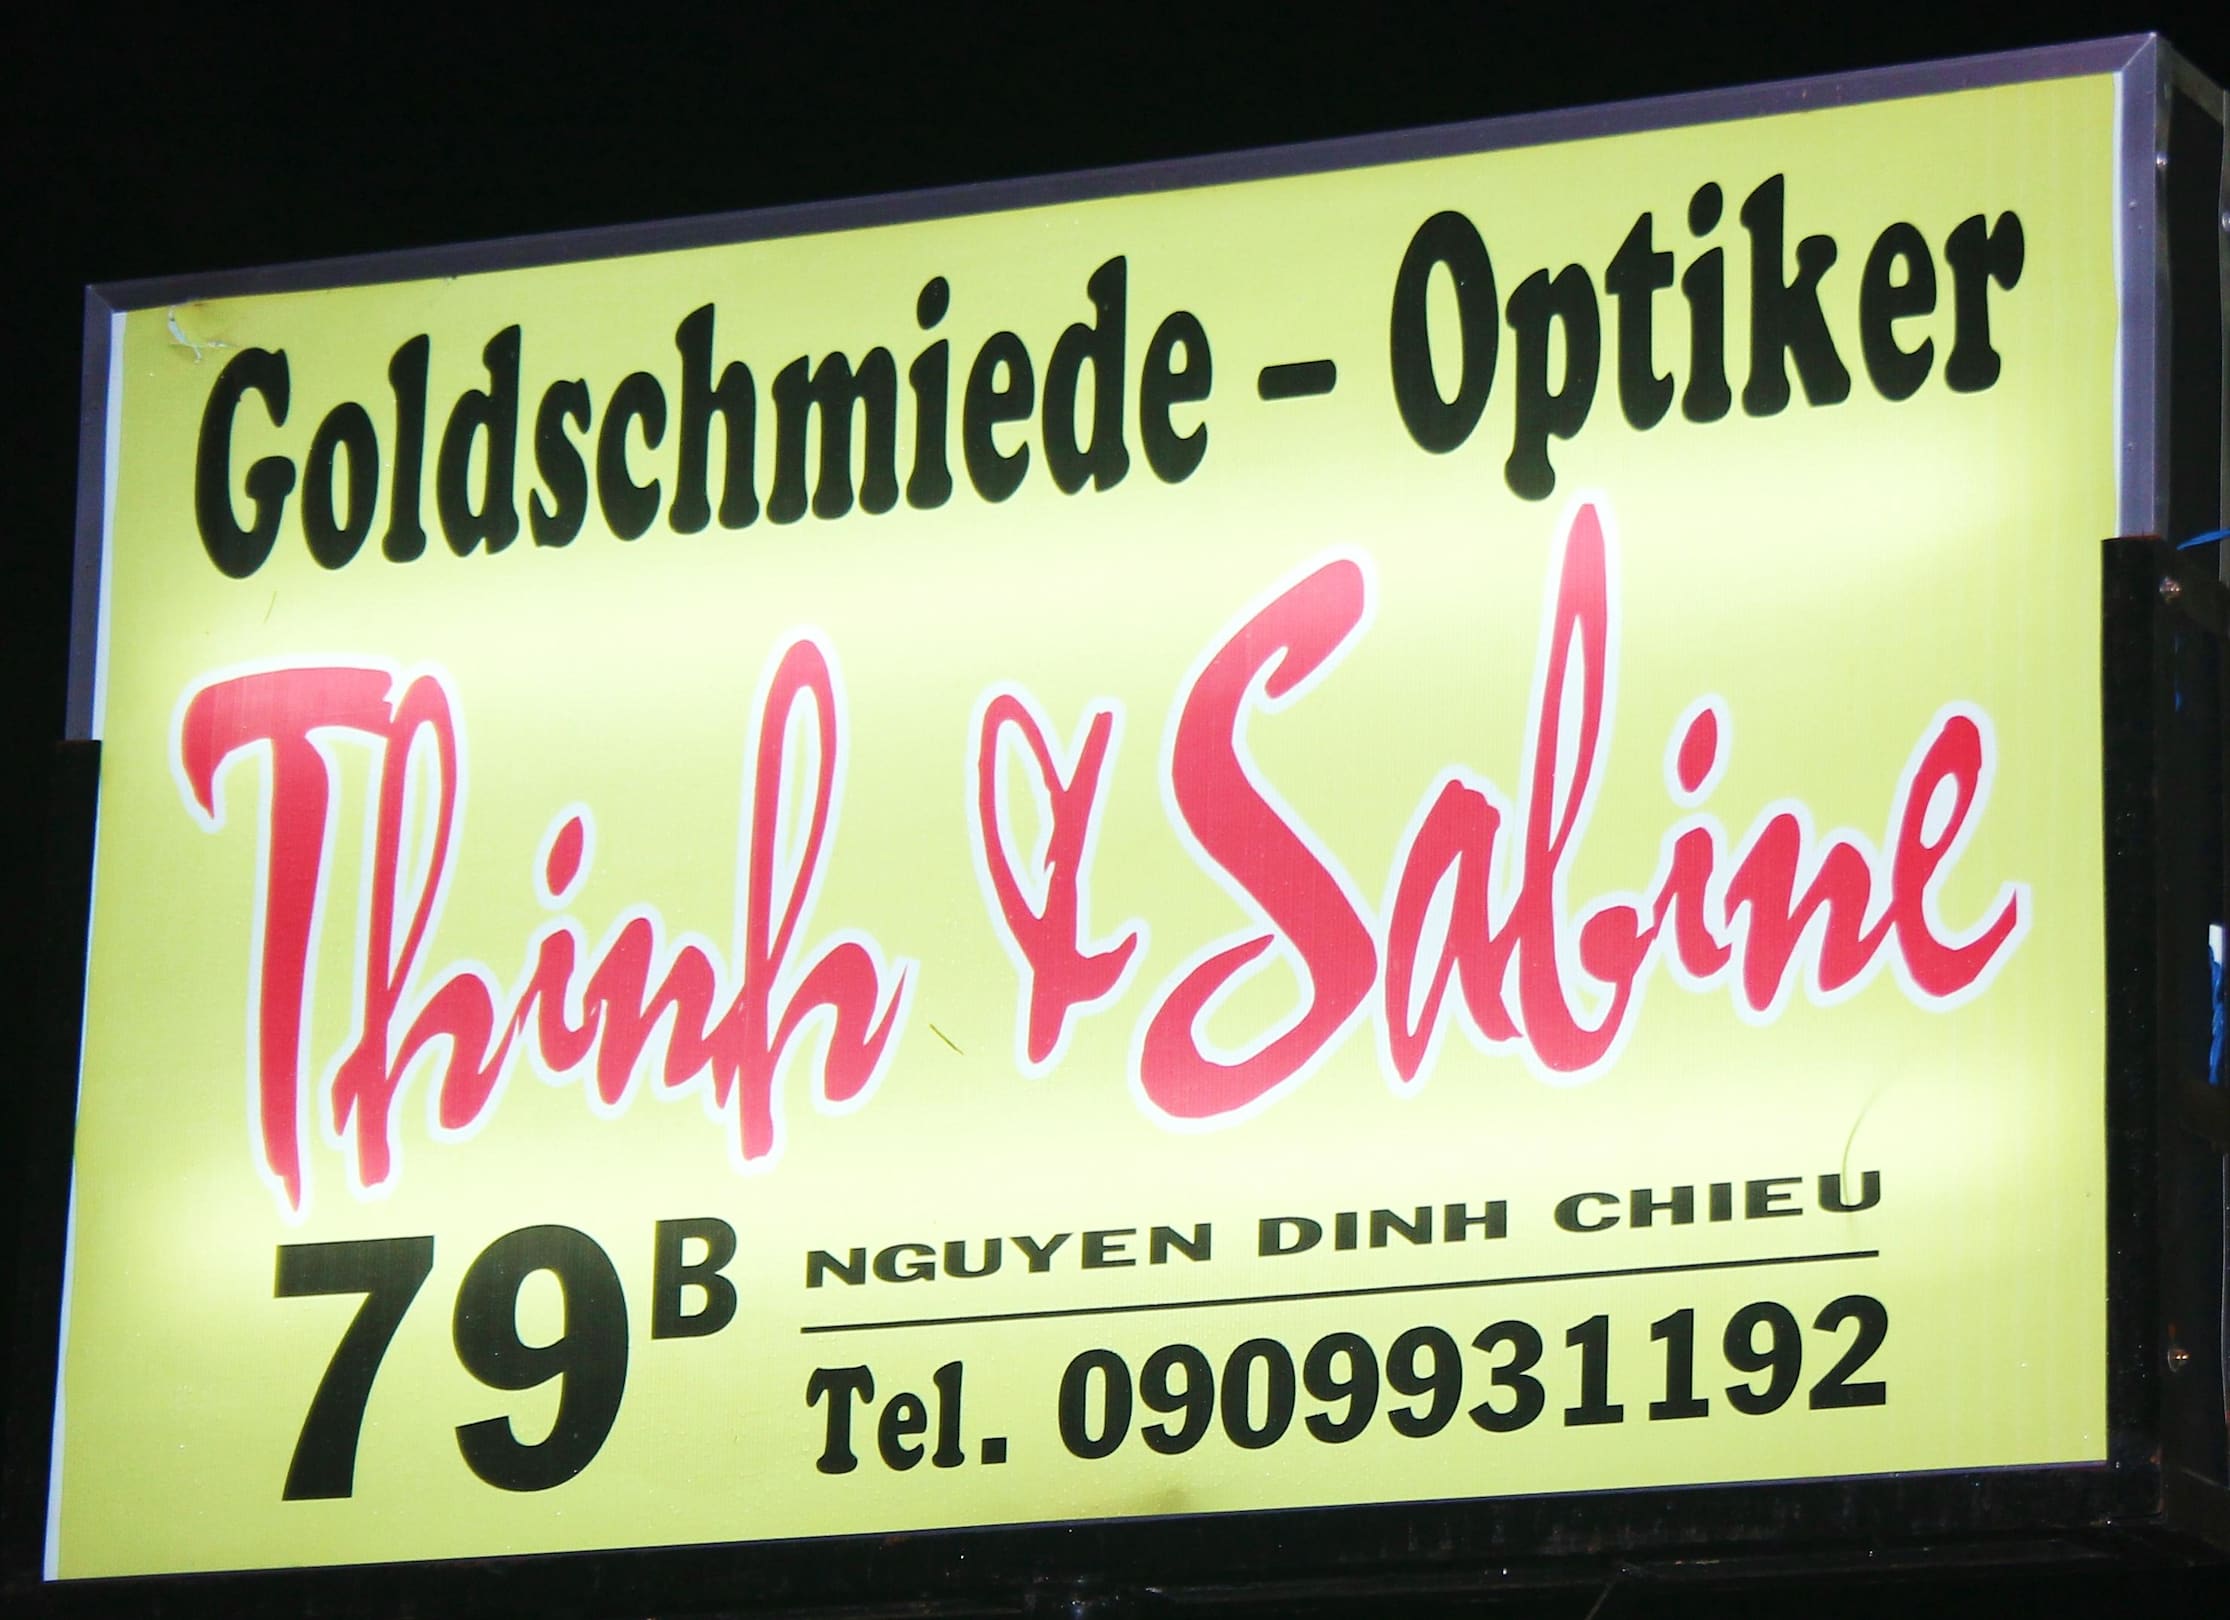 Goldschmiede - Optiker
Thinh & Sabine
79B
NGUYEN DINH CHIEU
Tel. 0909931192